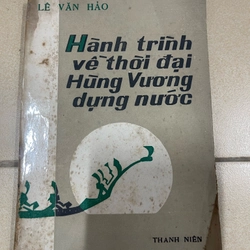 LÊ VĂN HẢO
Hành trình
về thời đại
Hùng Vương
dựng nước
THANH NIÊN